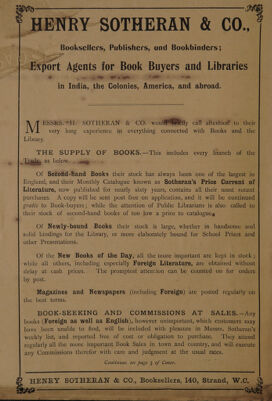 HENRY SOTHERAN & CO.,
Booksellers, Publishers, and Bookbinders;
Export Agents for Book Buyers and Libraries
in India, the Colonies, America, and abroad.
MESSRS. H. SOTHERAN & CO. would briefly call attention to their
very long experience in everything connected with Books and the
Library.
THE SUPPLY OF BOOKS.—This includes every branch of the
Trade, as below.
Of Second-hand Books their stock has always been one of the largest in
England, and their Monthly Catalogue known as Sotheran's Price Current of
Literature, now published for nearly sixty years, contains all their most recent
purchases. A copy will be sent post free on application, and it will be continued
gratis to Book-buyers; while the attention of Public Librarians is also called to
their stock of second-hand books of too low a price to catalogue.
Of Newly-bound Books their stock is large, whether in handsome and
solid bindings for the Library, or more elaborately bound for School Prizes and
other Presentations.
Of the New Books of the Day, all the more important are kept in stock;
while all others, including especially Foreign Literature, are obtained without
delay at cash prices. The promptest attention can be counted on for orders
by post.
Magazines and Newspapers (including Foreign) are posted regularly
on the best terms.
BOOK-SEEKING AND COMMISSIONS AT SALES.—Any
books (Foreign as well as English), however unimportant, which customers may
have been unable to find, will be included with pleasure in Messrs. Sotheran's
weekly list, and reported free of cost or obligation to purchase. They attend
regularly all the more important Book Sales in town and country, and will execute
any Commissions therefor with care and judgment at the usual rates.
Continued on page 3 of Cover.
HENRY SOTHERAN & CO., Booksellers, 140, Strand, W.C.